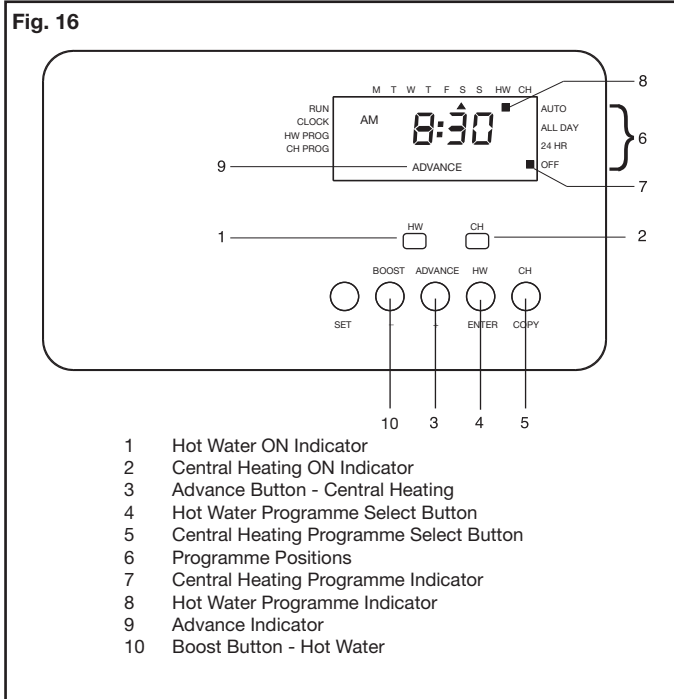 Fig. 16
M T W T F S S HW CH
8
RUN
CLOCK
HW PROG
CH PROG
AM
8:30
AUTO
ALL DAY
24 HR
OFF
6
9
ADVANCE
7
1
HW
CH
2
BOOST ADVANCE HW CH
SET - + ENTER COPY
10 3 4 5
1 Hot Water ON Indicator
2 Central Heating ON Indicator
3 Advance Button - Central Heating
4 Hot Water Programme Select Button
5 Central Heating Programme Select Button
6 Programme Positions
7 Central Heating Programme Indicator
8 Hot Water Programme Indicator
9 Advance Indicator
10 Boost Button - Hot Water